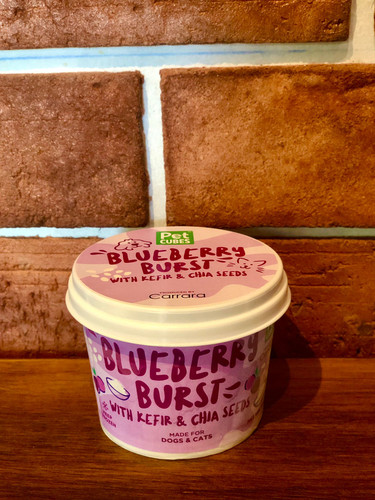 Pet
CUBES
BLUEBERRY
BURST
WITH KEFIR & CHIA SEEDS
Carrara
BLUEBERRY
BURST
WITH KEFIR & CHIA SEEDS
MADE FOR
DOGS & CATS